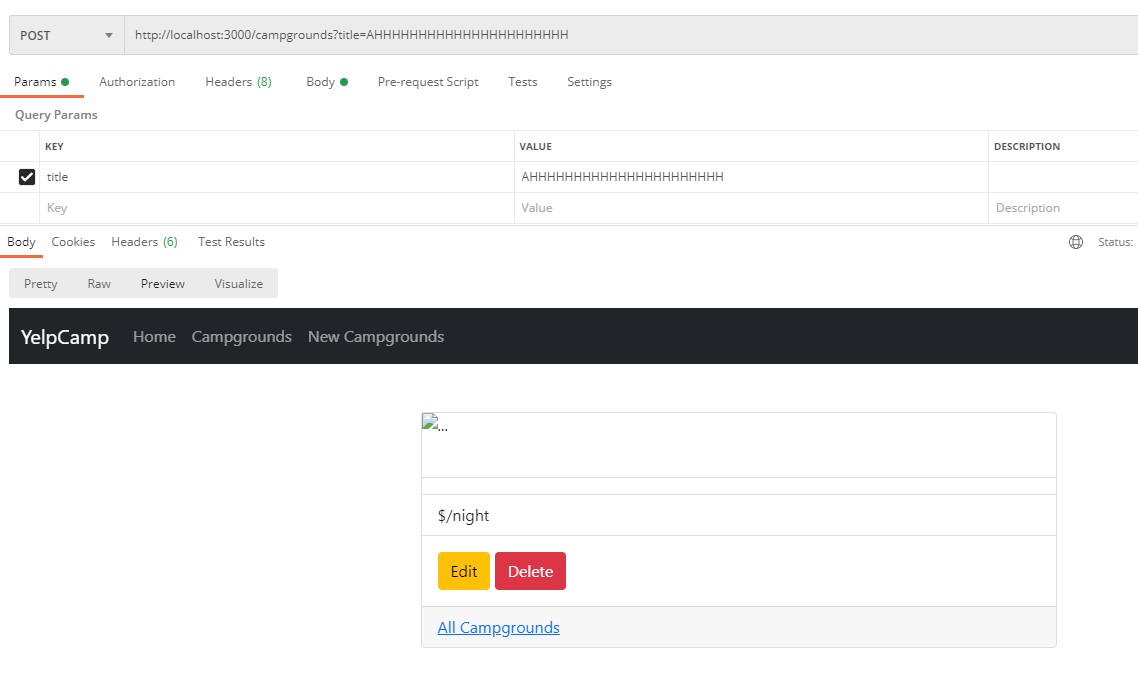 POST http://localhost:3000/campgrounds?title=AHHHHHHHHHHHHHHHHHHHHHH
Params Authorization Headers (8) Body Pre-request Script Tests Settings
Query Params
KEY VALUE DESCRIPTION
title AHHHHHHHHHHHHHHHHHHHHHH
Key Value Description
Body Cookies Headers (6) Test Results Status:
Pretty Raw Preview Visualize
YelpCamp Home Campgrounds New Campgrounds
...
$/night
Edit Delete
All Campgrounds